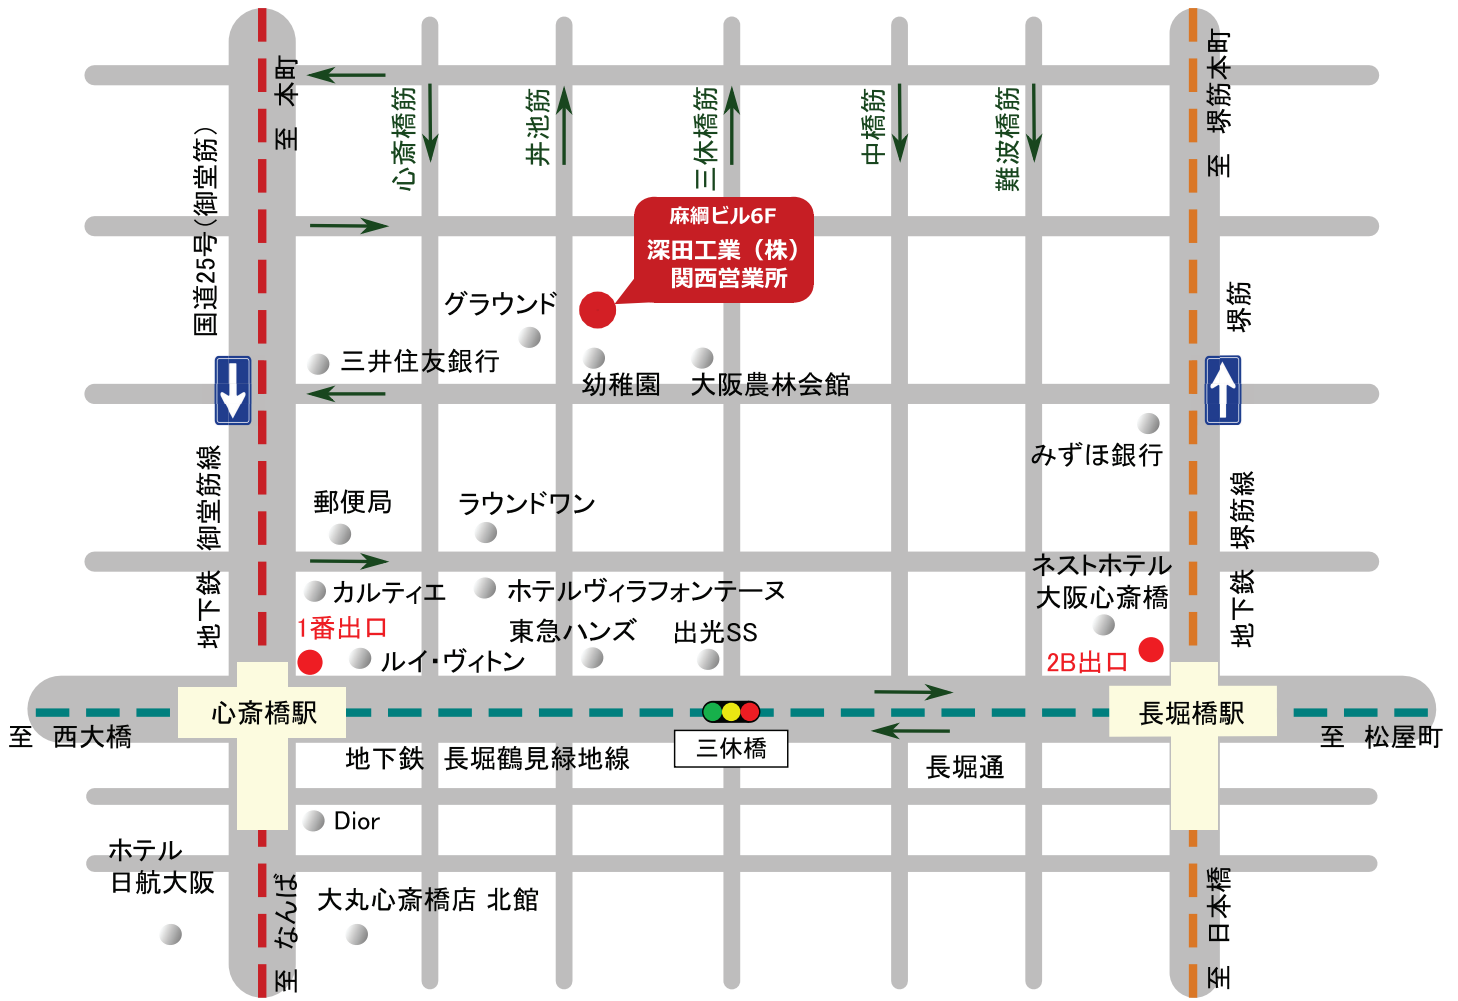 至 本町
至 堺筋本町
心斎橋筋
丼池筋
三休橋筋
中橋筋
難波橋筋
国道25号(御堂筋)
麻綱ビル6F
深田工業（株）
関西営業所
グラウンド
堺筋
三井住友銀行
幼稚園
大阪農林会館
みずほ銀行
地下鉄 御堂筋線
郵便局
ラウンドワン
地下鉄 堺筋線
ネストホテル
大阪心斎橋
カルティエ
ホテルヴィラフォンテーヌ
1番出口
東急ハンズ
出光SS
ルイ・ヴィトン
2B出口
心斎橋駅
長堀橋駅
至 西大橋
至 松屋町
三休橋
地下鉄 長堀鶴見緑地線
長堀通
Dior
ホテル
日航大阪
大丸心斎橋店 北館
至 なんば
至 日本橋